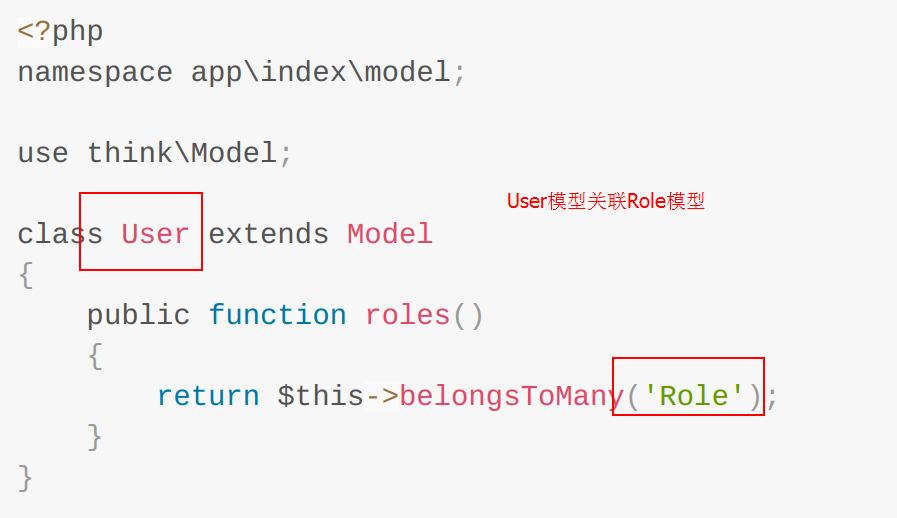 <?php
namespace app\index\model;
use think\Model;
User模型关联Role模型
class User extends Model
{
    public function roles()
    {
        return $this->belongsToMany('Role');
    }
}